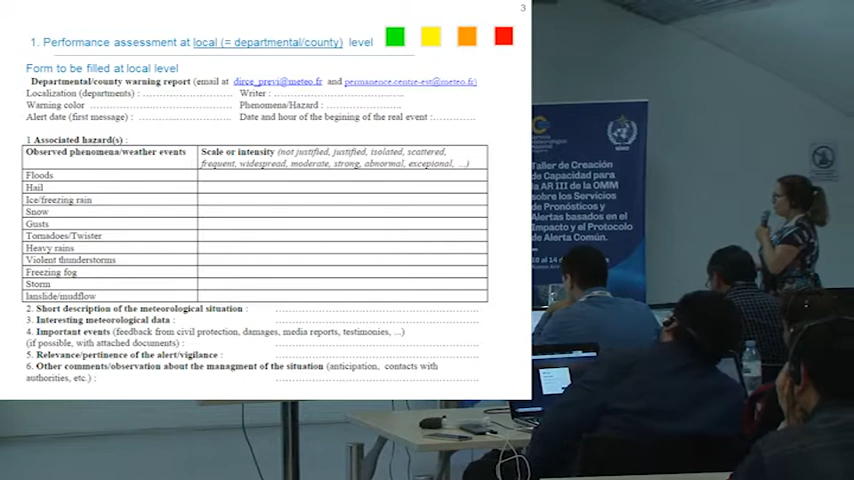 3
1. Performance assessment at local (= departmental/county) level
Form to be filled at local level
Departmental/county warning report (email at dirce_previ@meteo.fr and permanence.centre-est@meteo.fr)
Localization (departments) : Writer :
Warning color Phenomena/Hazard :
Alert date (first message) : Date and hour of the begining of the real event :
1 Associated hazard(s) :
Observed phenomena/weather events Scale or intensity (not justified, justified, isolated, scattered,
frequent, widespread, moderate, strong, abnormal, excepional, ...)
Floods
Hail
Ice/freezing rain
Snow
Gusts
Tornadoes/Twister
Heavy rains
Violent thunderstorms
Freezing fog
Storm
lanslide/mudflow
2. Short description of the meteorological situation :
3. Interesting meteorological data :
4. Important events (feedback from civil protection, damages, media reports, testimonies, ...)
(if possible, with attached documents) :
5. Relevance/pertinence of the alert/vigilance :
6. Other comments/observation about the managment of the situation (anticipation, contacts with
authorities, etc.) :
Taller de Creación
de Capacidad para
la AR III de la OMM
sobre los Servicios
de Pronósticos y
Alertas basados en el
Impacto y el Protocolo
de Alerta Común.